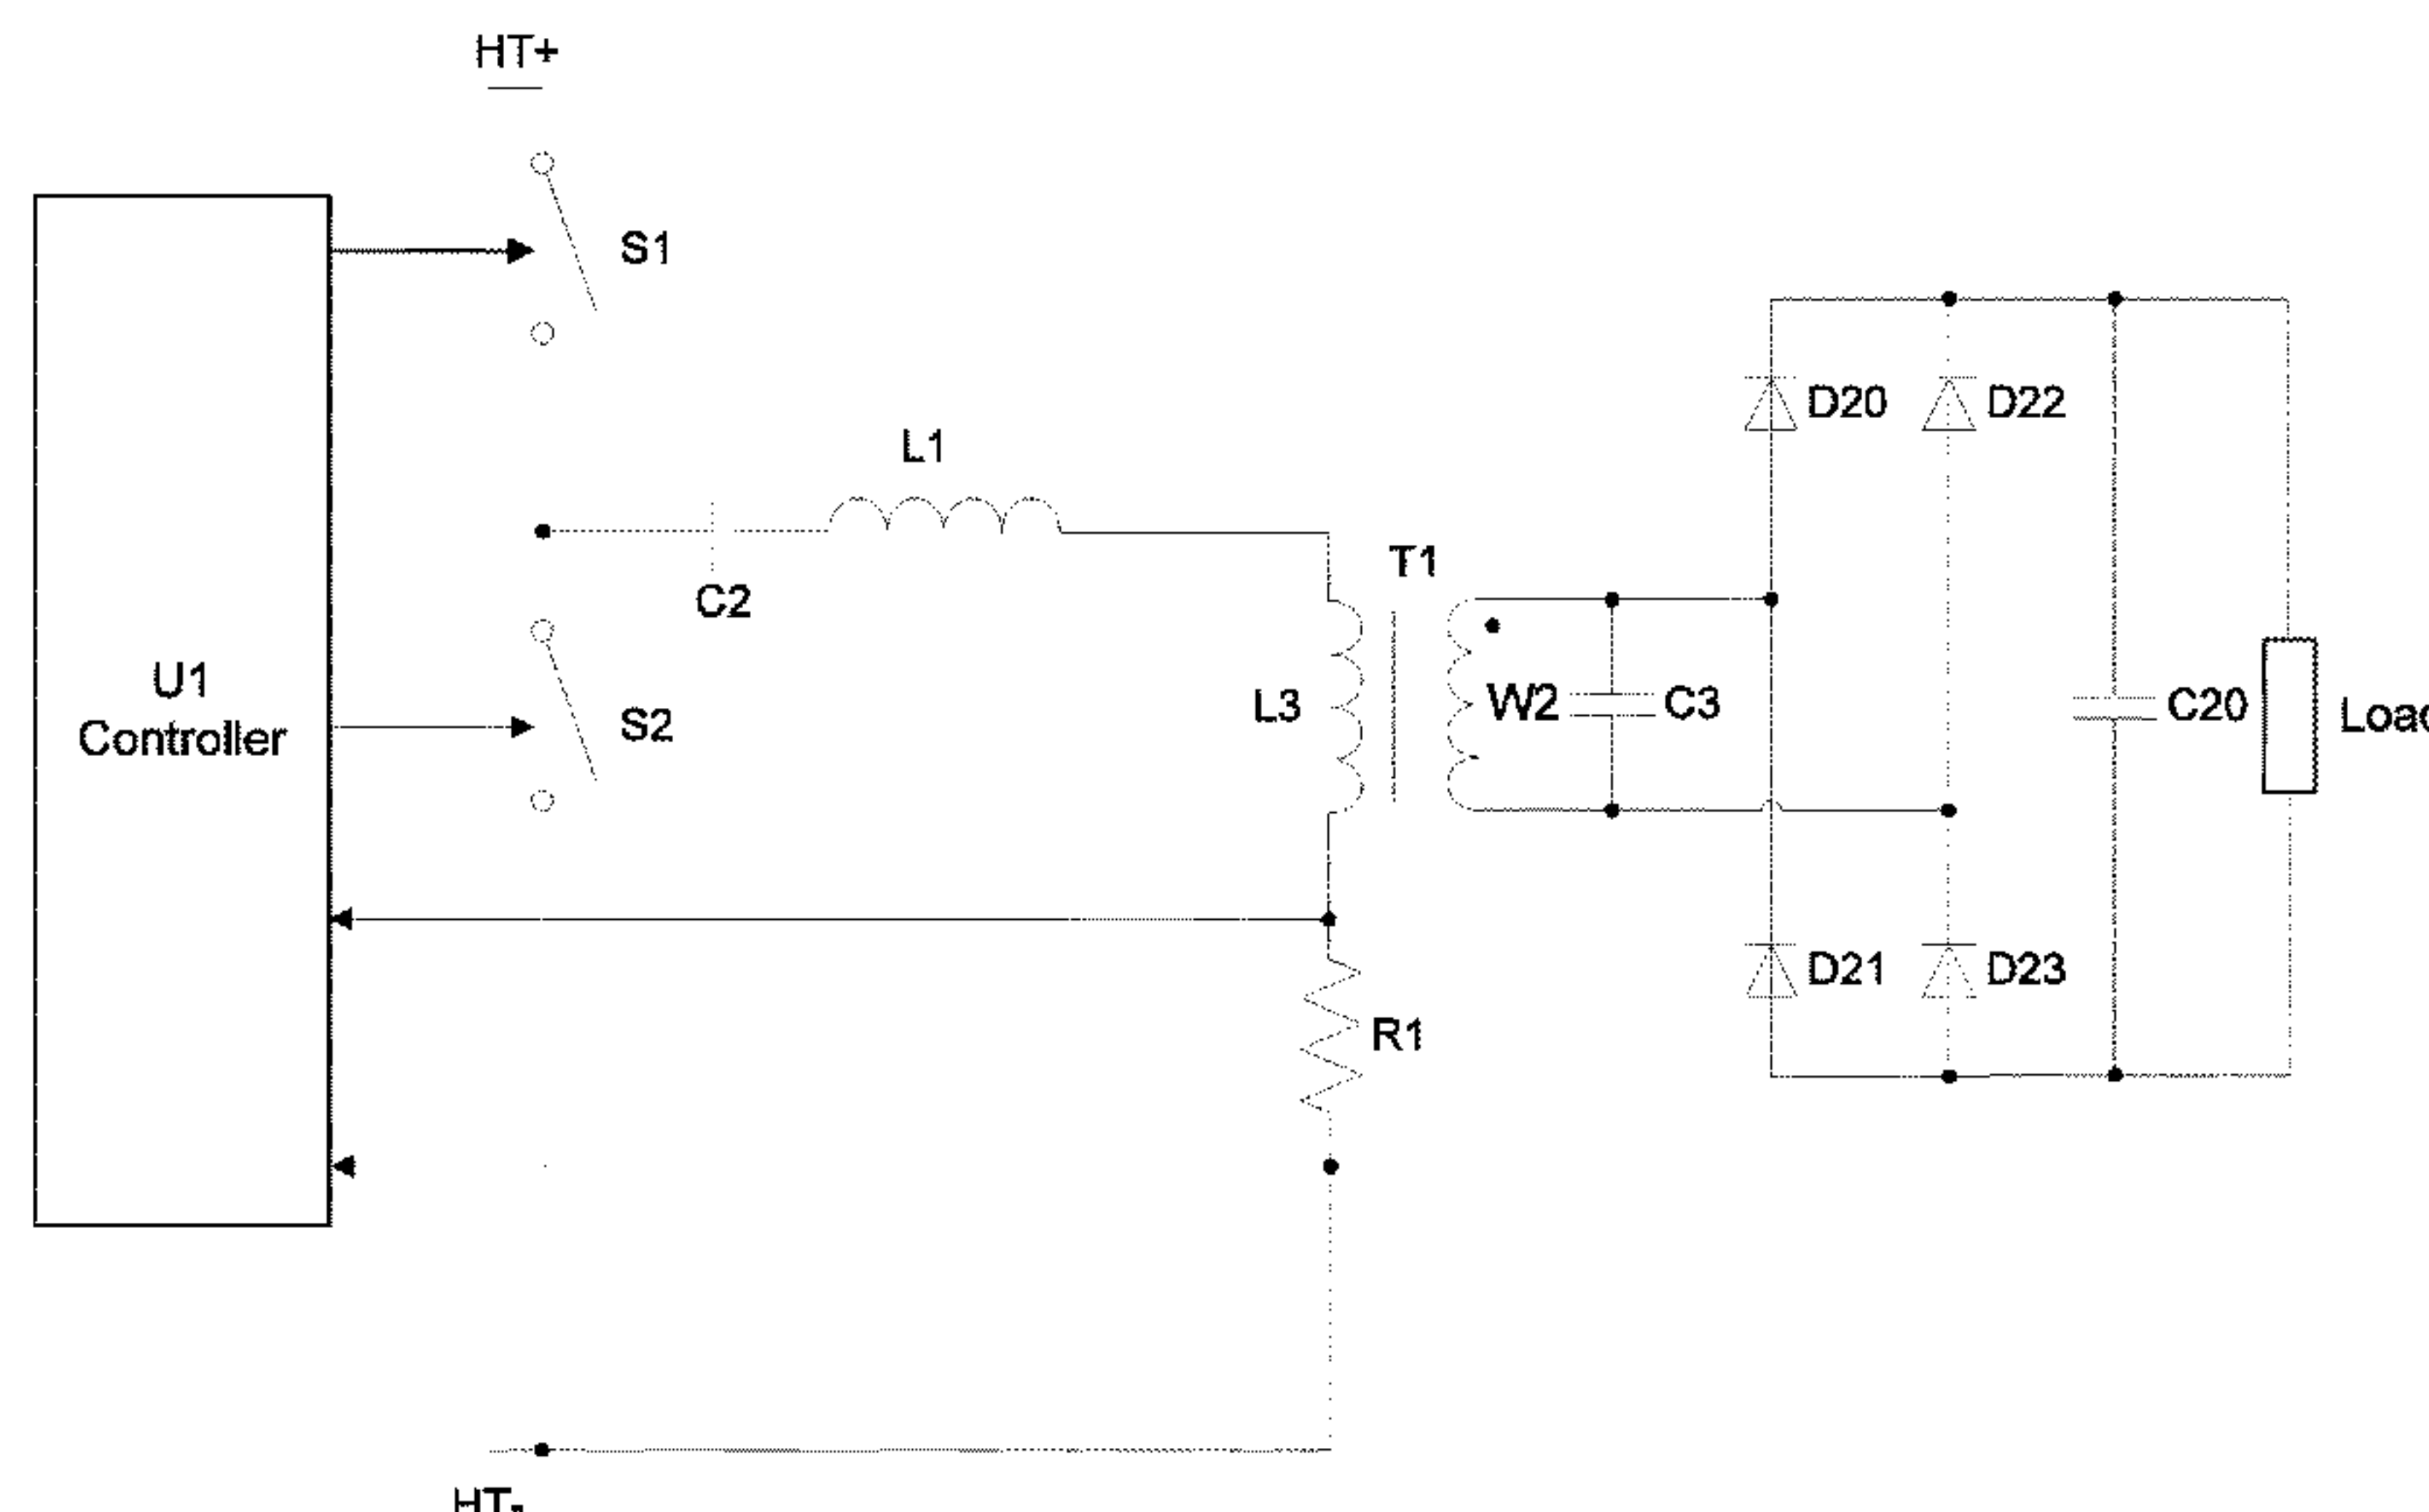 HT+
S1
L1
C2
T1
D20
D22
U1
Controller
S2
L3
W2
C3
C20
R1
D21
D23